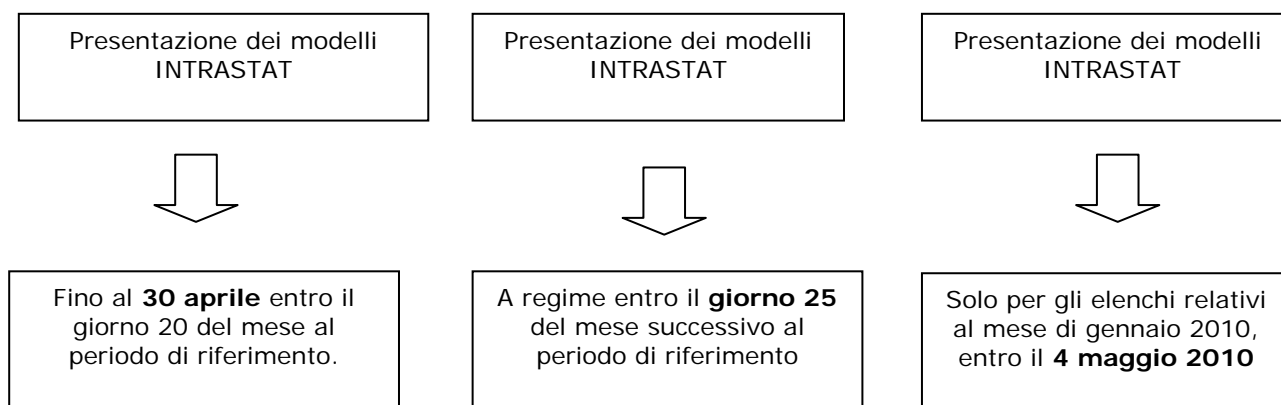 Presentazione dei modelli
INTRASTAT
Presentazione dei modelli
INTRASTAT
Presentazione dei modelli
INTRASTAT
Fino al 30 aprile entro il
giorno 20 del mese al
periodo di riferimento.
A regime entro il giorno 25
del mese successivo al
periodo di riferimento
Solo per gli elenchi relativi
al mese di gennaio 2010,
entro il 4 maggio 2010